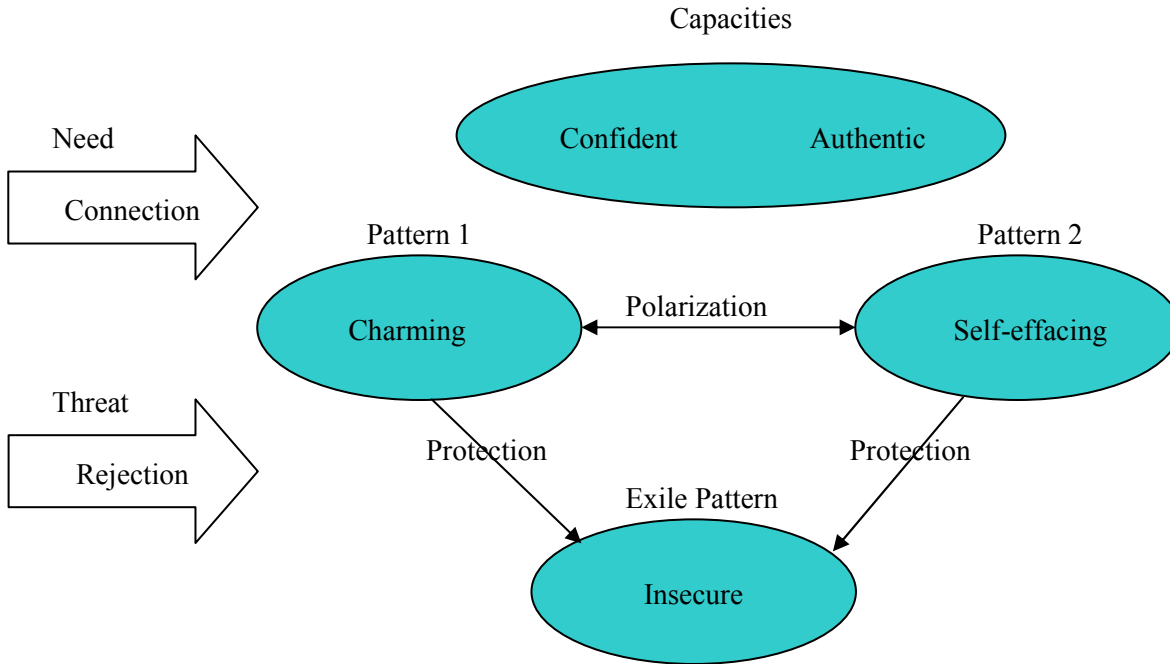 Capacities
Need
Confident Authentic
Connection
Pattern 1 Pattern 2
Polarization
Charming Self-effacing
Threat
Protection Protection
Rejection
Exile Pattern
Insecure